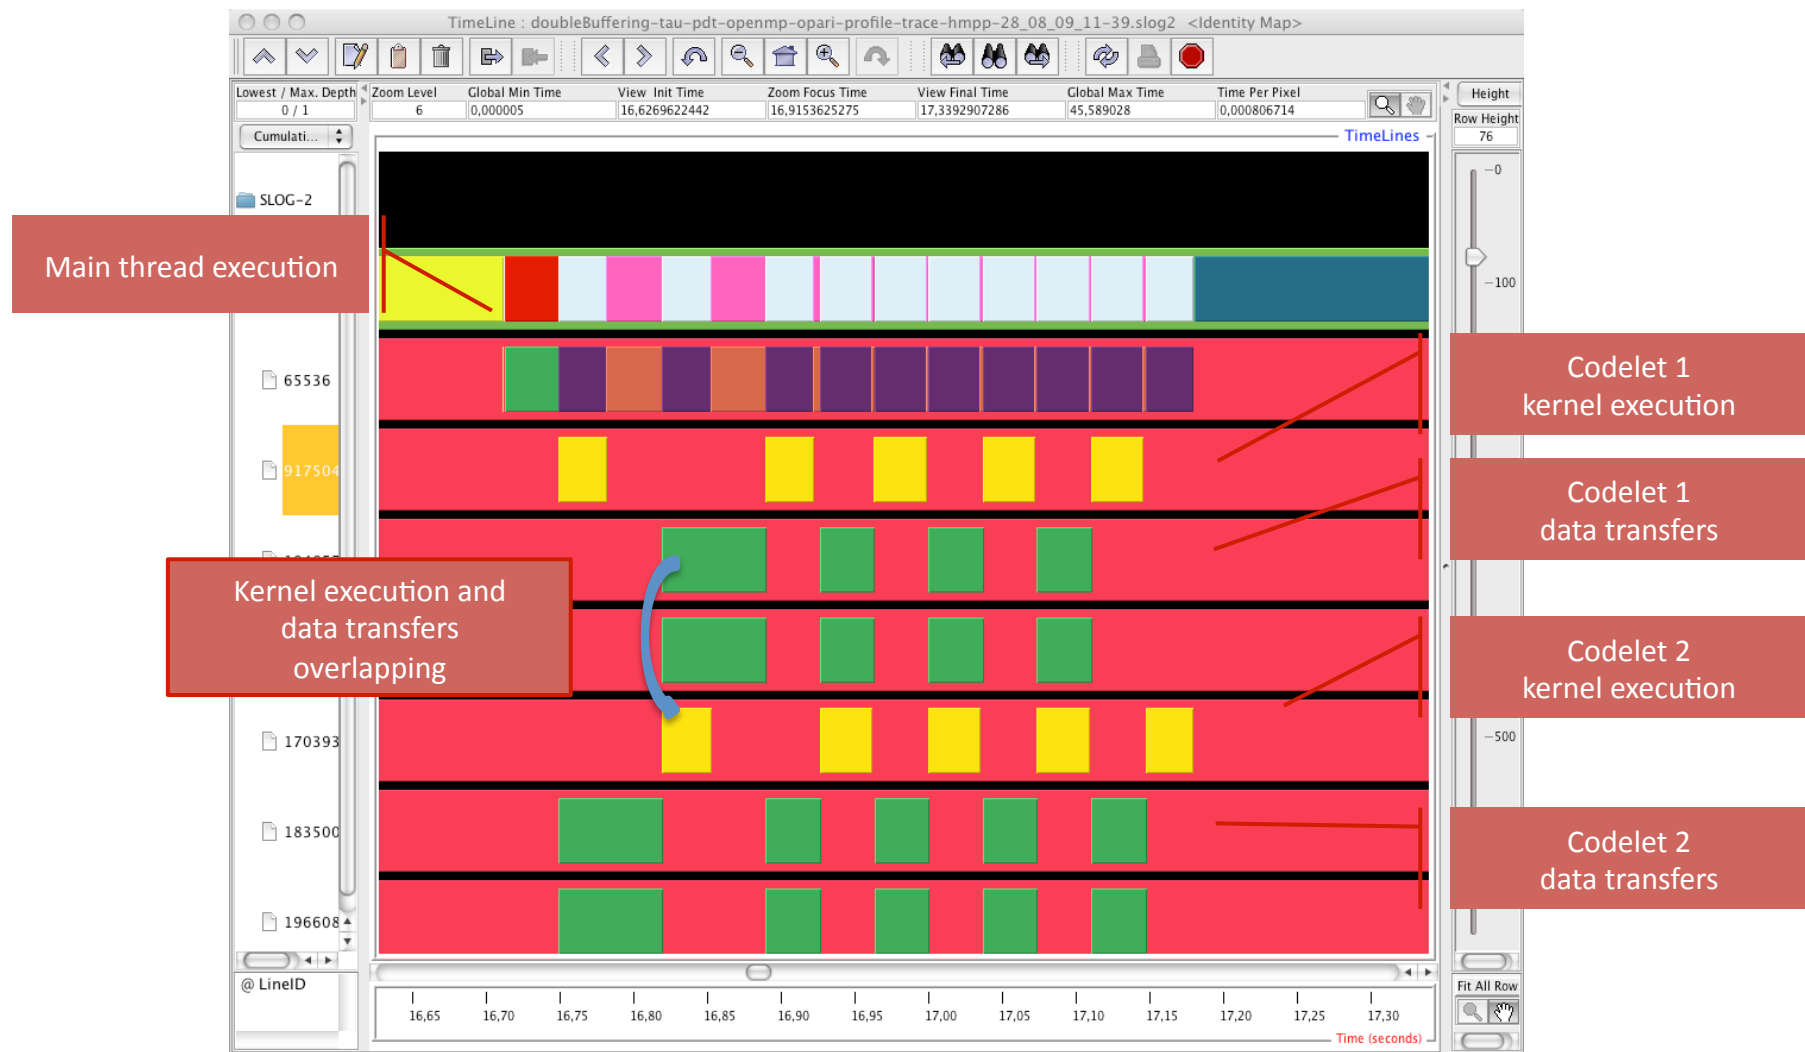 TimeLine : doubleBuffering-tau-pdt-openmp-opari-profile-trace-hmpp-28_08_09_11-39.slog2 <Identity Map>
Lowest / Max. Depth
0 / 1
Zoom Level
6
Global Min Time
0,000005
View Init Time
16,6269622442
Zoom Focus Time
16,9153625275
View Final Time
17,3392907286
Global Max Time
45,589028
Time Per Pixel
0,000806714
Height
Row Height
76
Cumulati...
TimeLines
SLOG-2
Main thread execution
65536
917504
170393
183500
196608
Kernel execution and
data transfers
overlapping
Codelet 1
kernel execution
Codelet 1
data transfers
Codelet 2
kernel execution
Codelet 2
data transfers
0
100
500
@ LineID
16,65 16,70 16,75 16,80 16,85 16,90 16,95 17,00 17,05 17,10 17,15 17,20 17,25 17,30
Time (seconds)
Fit All Row